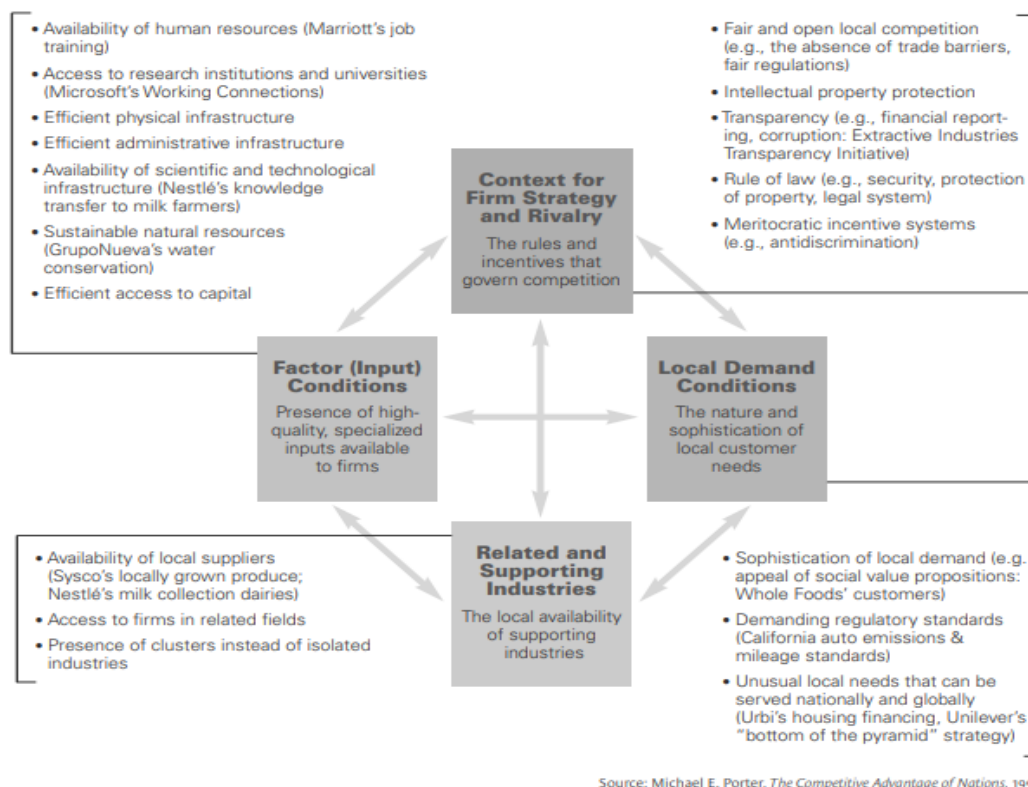 • Availability of human resources (Marriott's job
training)
• Access to research institutions and universities
(Microsoft's Working Connections)
• Efficient physical infrastructure
• Efficient administrative infrastructure
• Availability of scientific and technological
infrastructure (Nestlé's knowledge
transfer to milk farmers)
• Sustainable natural resources
(GrupoNueva's water
conservation)
• Efficient access to capital
• Fair and open local competition
(e.g., the absence of trade barriers,
fair regulations)
• Intellectual property protection
• Transparency (e.g., financial report-
ing, corruption: Extractive Industries
Transparency Initiative)
• Rule of law (e.g., security, protection
of property, legal system)
• Meritocratic incentive systems
(e.g., antidiscrimination)
Context for
Firm Strategy
and Rivalry
The rules and
incentives that
govern competition
Factor (Input)
Conditions
Presence of high-
quality, specialized
inputs available
to firms
Local Demand
Conditions
The nature and
sophistication of
local customer
needs
Related and
Supporting
Industries
The local availability
of supporting
industries
• Availability of local suppliers
(Sysco's locally grown produce;
Nestlé's milk collection dairies)
• Access to firms in related fields
• Presence of clusters instead of isolated
industries
• Sophistication of local demand (e.g.
appeal of social value propositions:
Whole Foods' customers)
• Demanding regulatory standards
(California auto emissions &
mileage standards)
• Unusual local needs that can be
served nationally and globally
(Urbi's housing financing, Unilever's
"bottom of the pyramid" strategy)
Source: Michael E. Porter, The Competitive Advantage of Nations,